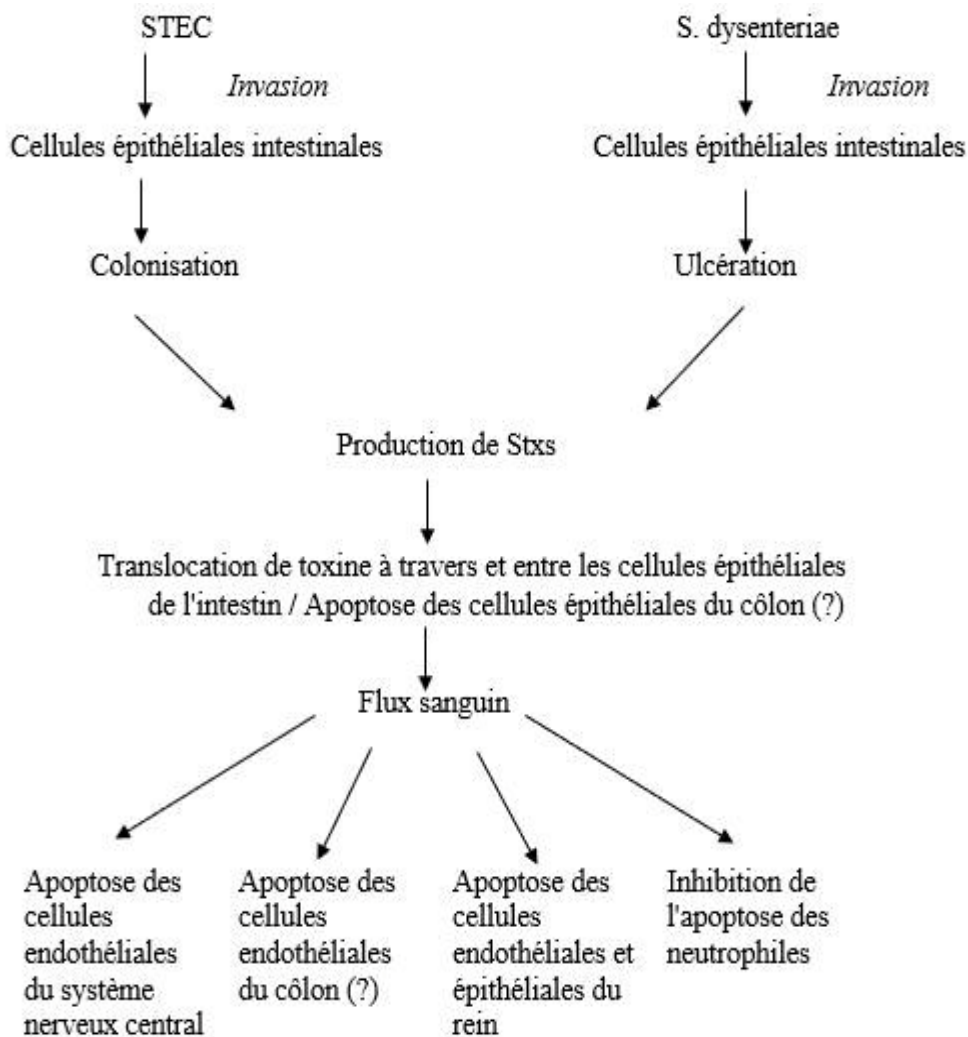 STEC
S. dysenteriae
Invasion
Invasion
Cellules épithéliales intestinales
Cellules épithéliales intestinales
Colonisation
Ulcération
Production de Stxs
Translocation de toxine à travers et entre les cellules épithéliales
de l'intestin / Apoptose des cellules épithéliales du côlon (?)
Flux sanguin
Apoptose des
cellules
endothéliales
du système
nerveux central
Apoptose des
cellules
endothéliales
du côlon (?)
Apoptose des
cellules
endothéliales et
épithéliales du
rein
Inhibition de
l'apoptose des
neutrophiles